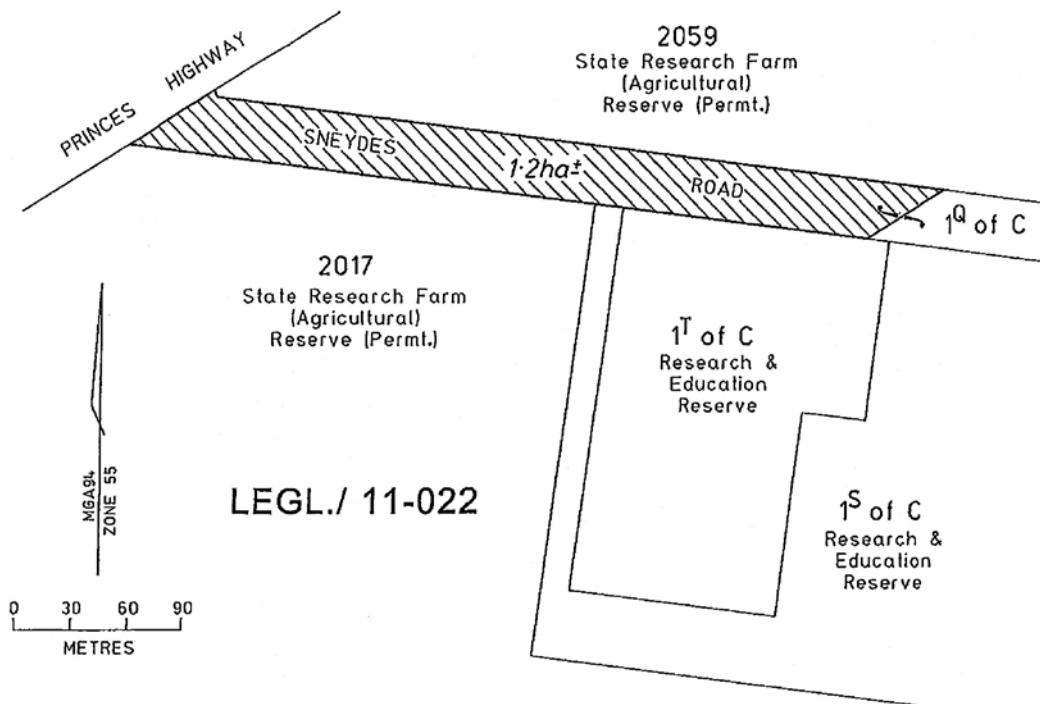 PRINCES HIGHWAY
2059
State Research Farm
(Agricultural)
Reserve (Permt.)
SNEYDES
1·2ha±
ROAD
1Q of C
2017
State Research Farm
(Agricultural)
Reserve (Permt.)
1T of C
Research &
Education
Reserve
MGA94
ZONE 55
LEGL./ 11-022
1S of C
Research &
Education
Reserve
0 30 60 90
METRES